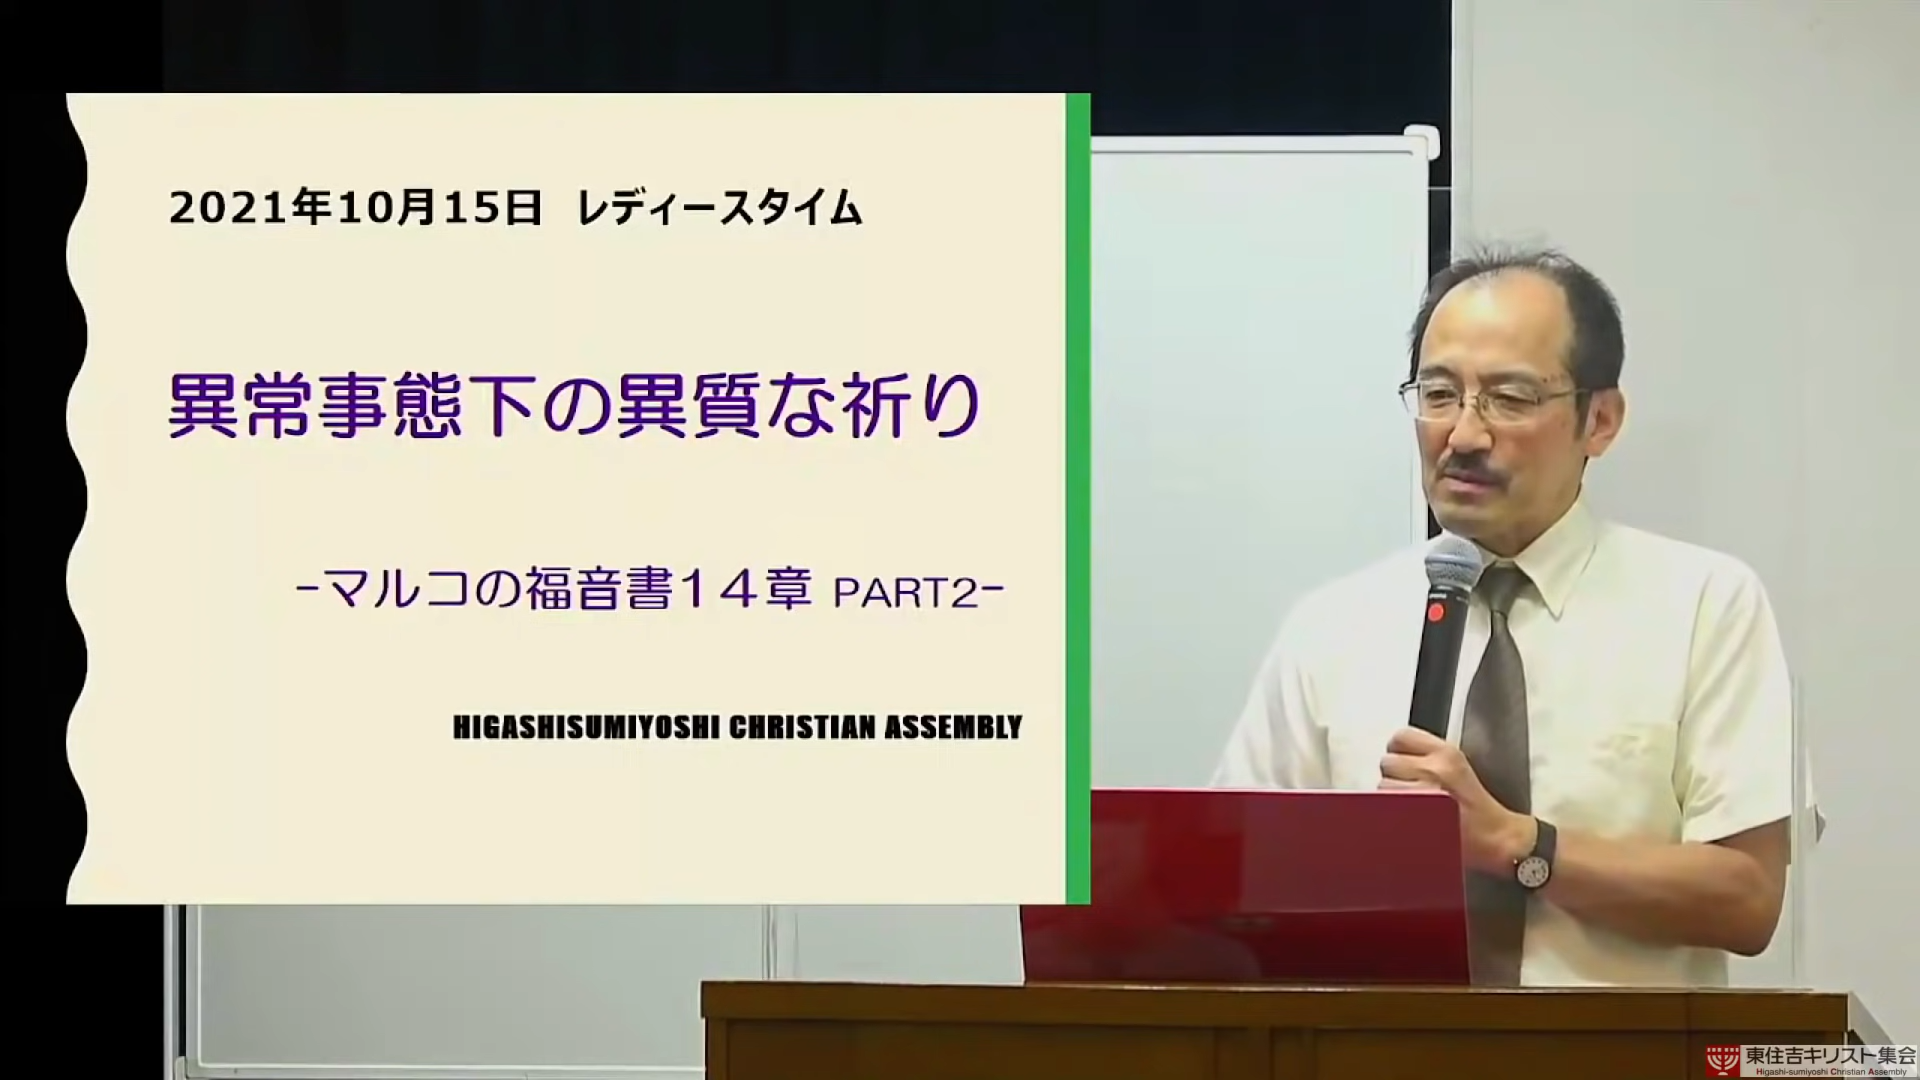 2021年10月15日 レディースタイム
異常事態下の異質な祈り
-マルコの福音書14章 PART2-
HIGASHISUMIYOSHI CHRISTIAN ASSEMBLY
東住吉キリスト集会
Higashi-sumiyoshi Christian Assembly